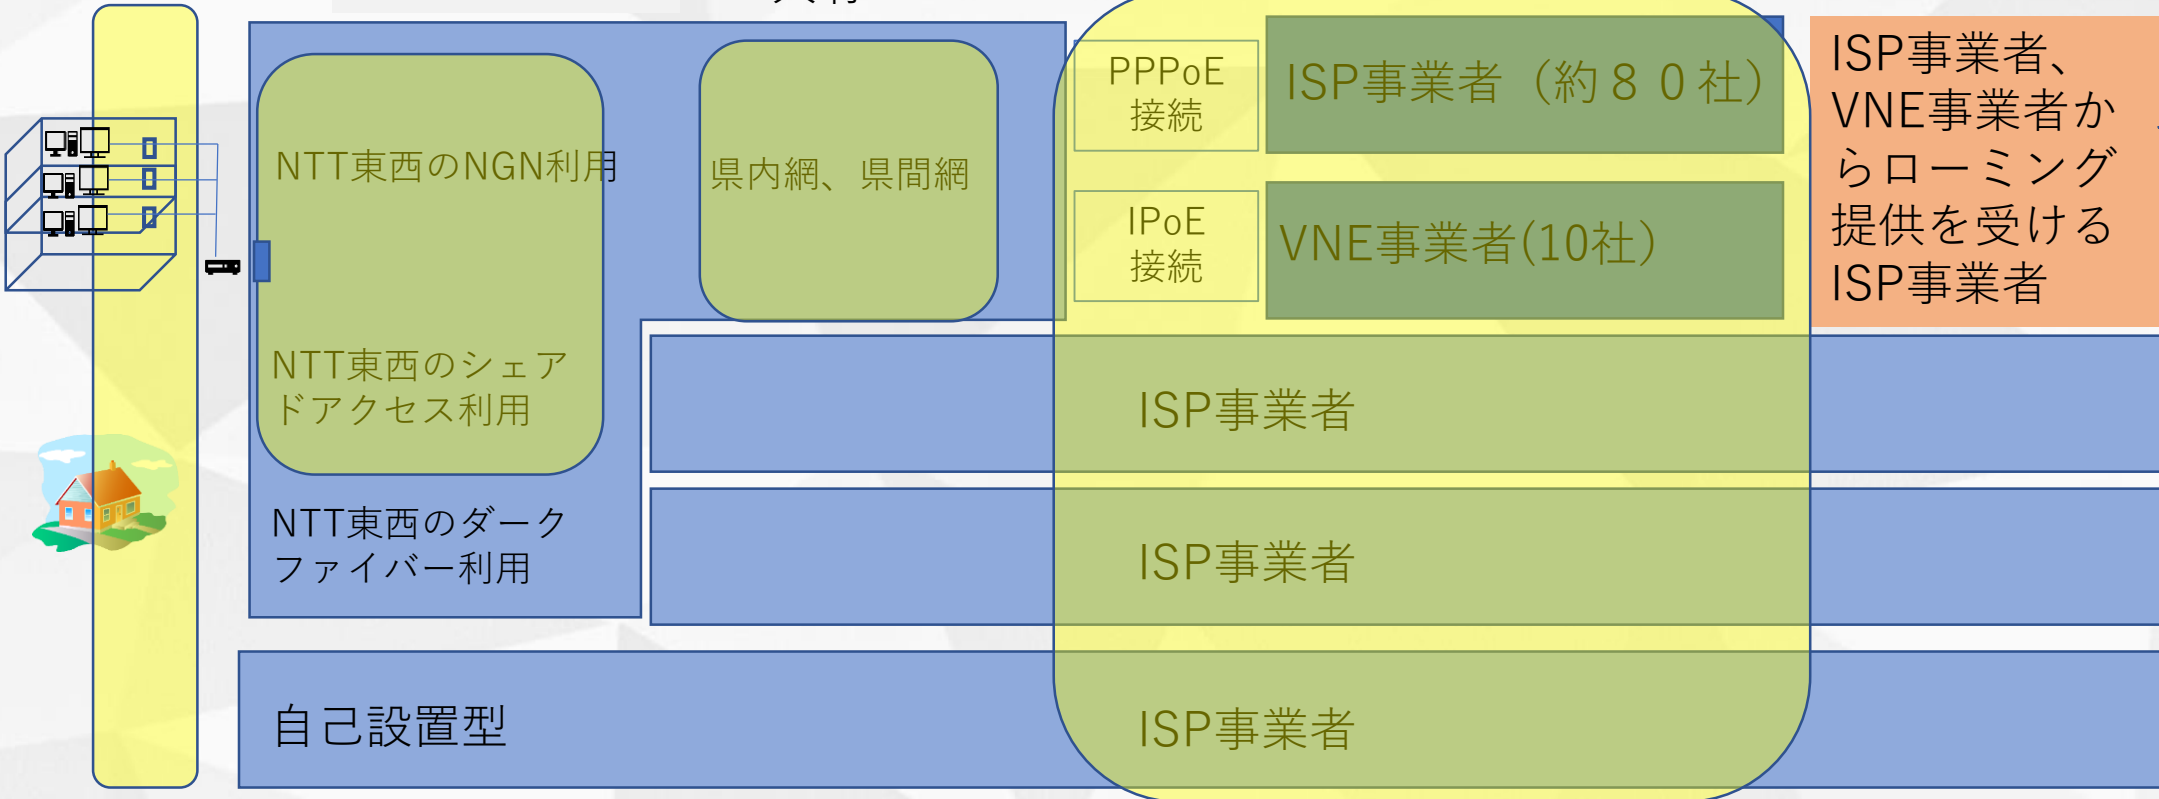 PPPoE
接続
ISP事業者（約８０社）
ISP事業者、
VNE事業者か
らローミング
提供を受ける
ISP事業者
NTT東西のNGN利用
県内網、県間網
IPoE
接続
VNE事業者(10社）
NTT東西のシェア
ドアクセス利用
ISP事業者
NTT東西のダーク
ファイバー利用
ISP事業者
自己設置型
ISP事業者